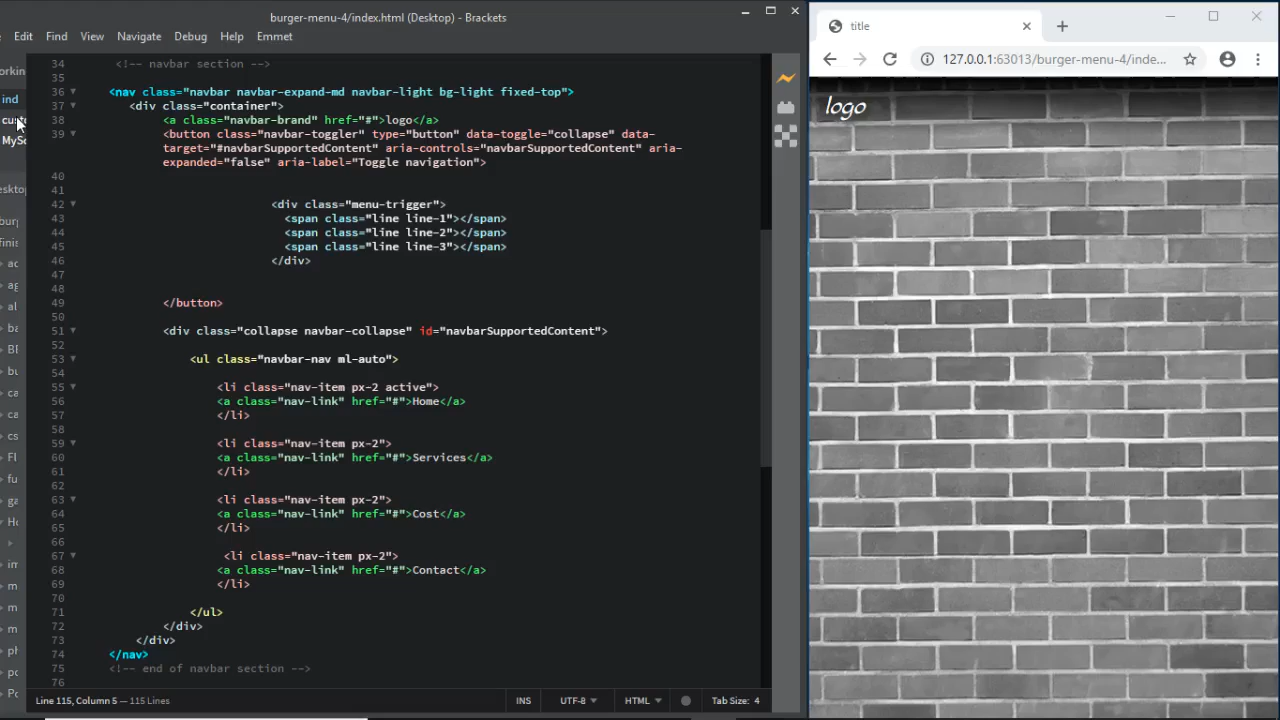 burger-menu-4/index.html (Desktop) - Brackets
Edit Find View Navigate Debug Help Emmet
title
127.0.0.1:63013/burger-menu-4/inde...
logo
34 <!-- navbar section -->
35
36 <nav class="navbar navbar-expand-md navbar-light bg-light fixed-top">
37 <div class="container">
38 <a class="navbar-brand" href="#">logo</a>
39 <button class="navbar-toggler" type="button" data-toggle="collapse" data-
target="#navbarSupportedContent" aria-controls="navbarSupportedContent" aria-
expanded="false" aria-label="Toggle navigation">
40
41
42 <div class="menu-trigger">
43 <span class="line line-1"></span>
44 <span class="line line-2"></span>
45 <span class="line line-3"></span>
46 </div>
47
48
49 </button>
50
51 <div class="collapse navbar-collapse" id="navbarSupportedContent">
52
53 <ul class="navbar-nav ml-auto">
54
55 <li class="nav-item px-2 active">
56 <a class="nav-link" href="#">Home</a>
57 </li>
58
59 <li class="nav-item px-2">
60 <a class="nav-link" href="#">Services</a>
61 </li>
62
63 <li class="nav-item px-2">
64 <a class="nav-link" href="#">Cost</a>
65 </li>
66
67 <li class="nav-item px-2">
68 <a class="nav-link" href="#">Contact</a>
69 </li>
70
71 </ul>
72 </div>
73 </div>
74 </nav>
75 <!-- end of navbar section -->
76
Line 115, Column 5 — 115 Lines
INS UTF-8 HTML Tab Size: 4